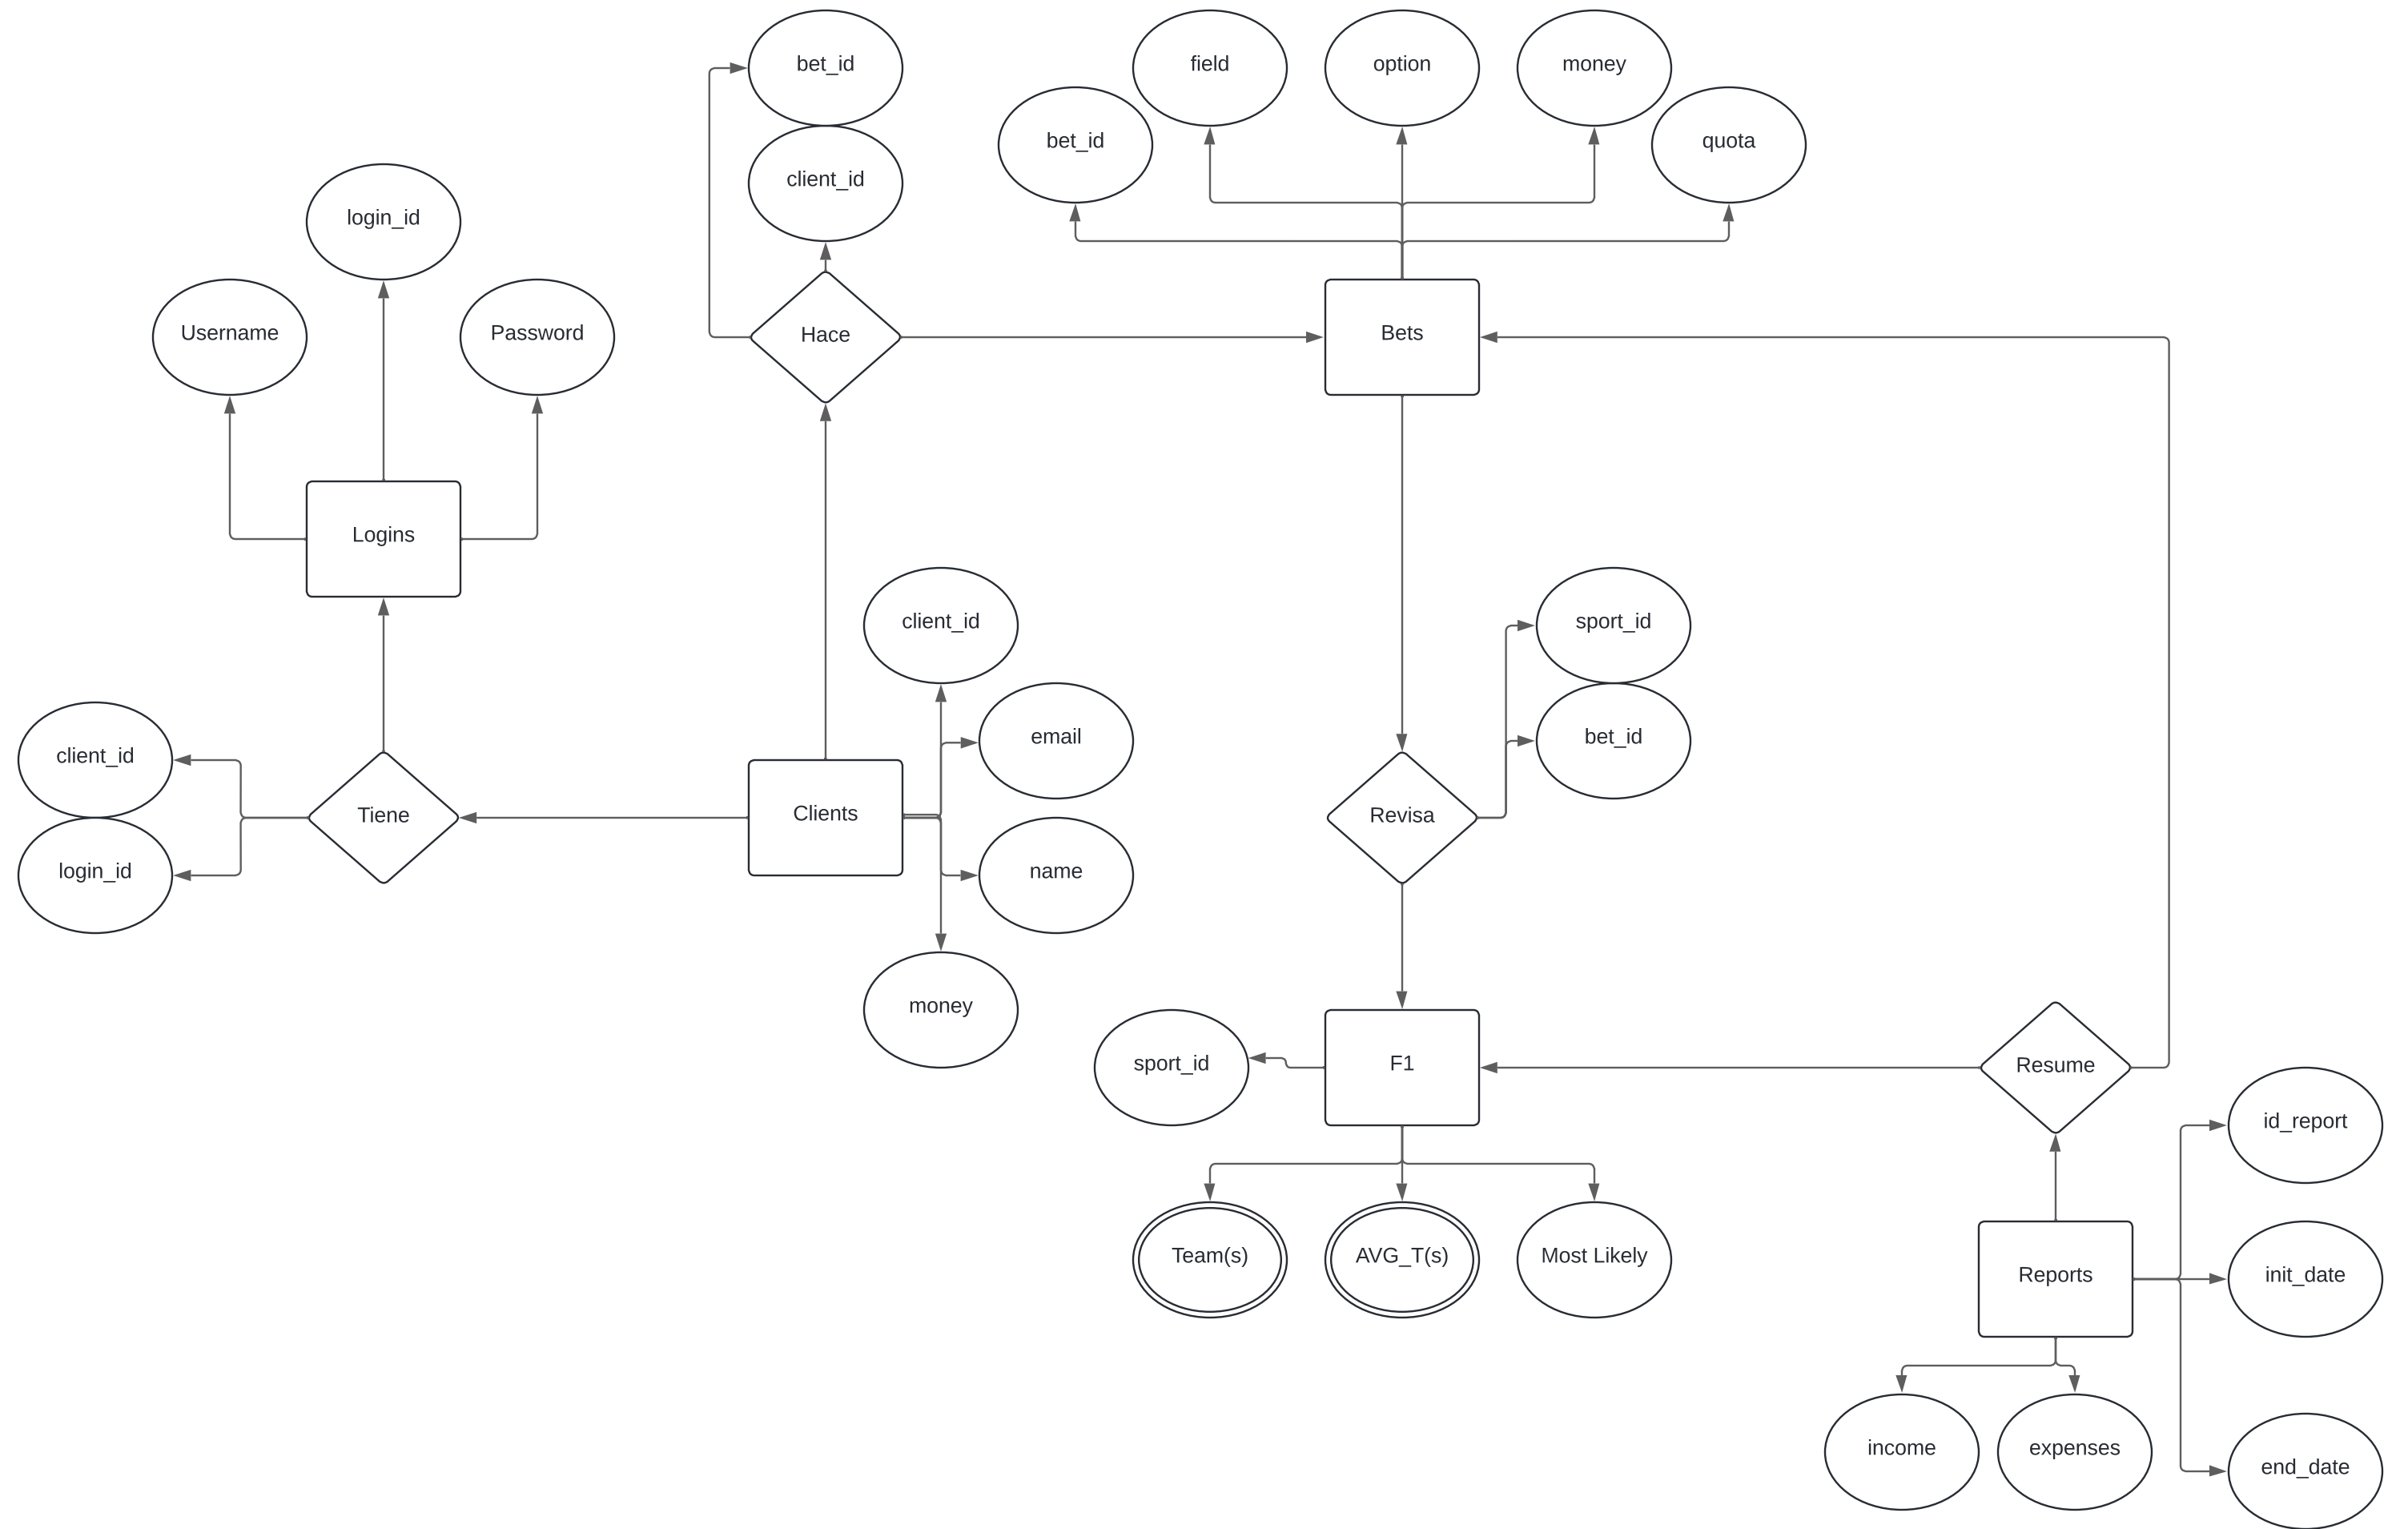 bet_id
field
option
money
bet_id
quota
client_id
login_id
Username
Password
Hace
Bets
Logins
client_id
sport_id
email
bet_id
client_id
Tiene
Clients
Revisa
login_id
name
money
sport_id
F1
Resume
id_report
Team(s)
AVG_T(s)
Most Likely
Reports
init_date
income
expenses
end_date